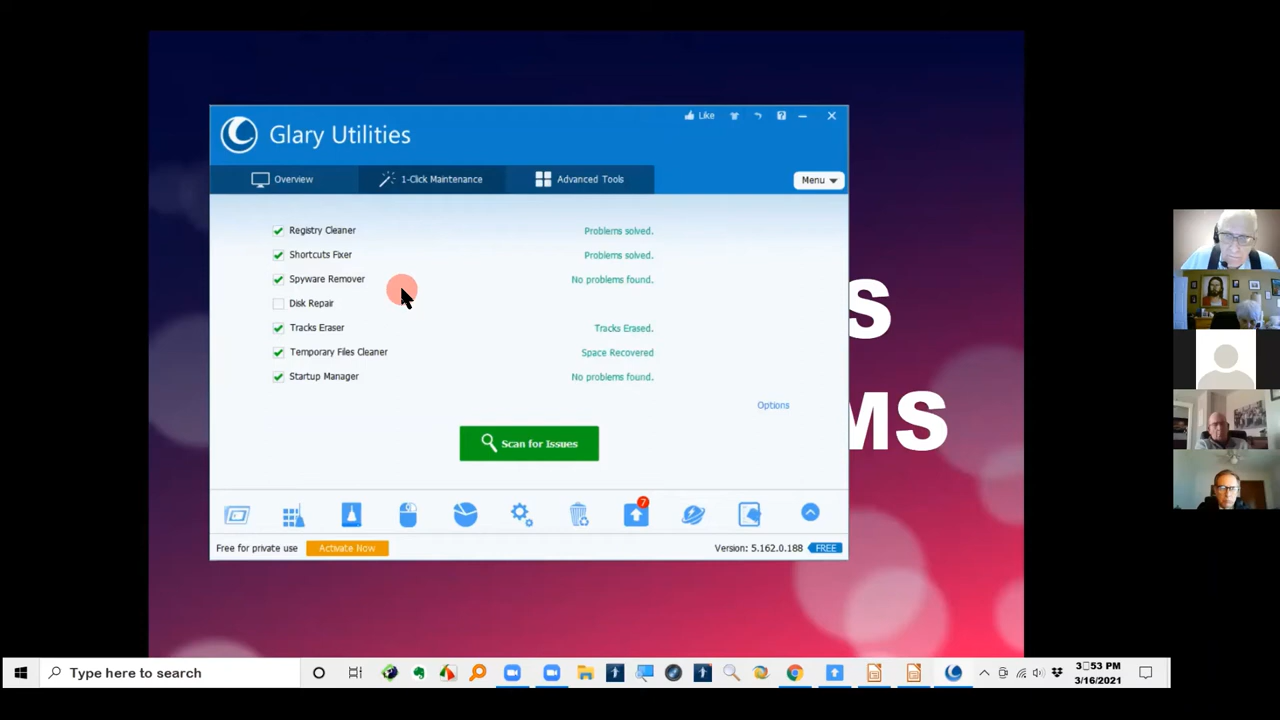 Like
Glary Utilities
Overview
1-Click Maintenance
Advanced Tools
Menu
Registry Cleaner Problems solved.
Shortcuts Fixer Problems solved.
Spyware Remover No problems found.
Disk Repair
S
Tracks Eraser Tracks Erased.
Temporary Files Cleaner Space Recovered
Startup Manager No problems found.
Options
MS
Scan for Issues
7
Free for private use
Activate Now
Version: 5.162.0.188 FREE
Type here to search
3:53 PM
3/16/2021